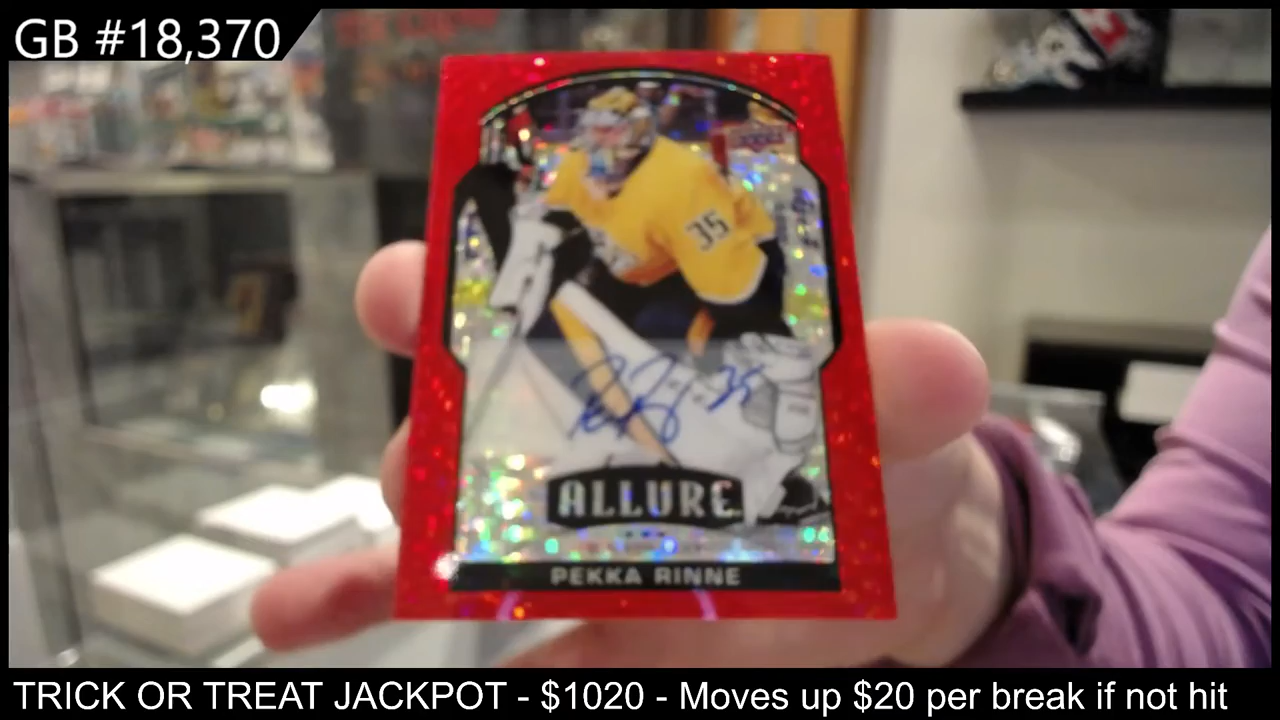 GB #18,370
35
ALLURE
PEKKA RINNE
TRICK OR TREAT JACKPOT - $1020 - Moves up $20 per break if not hit